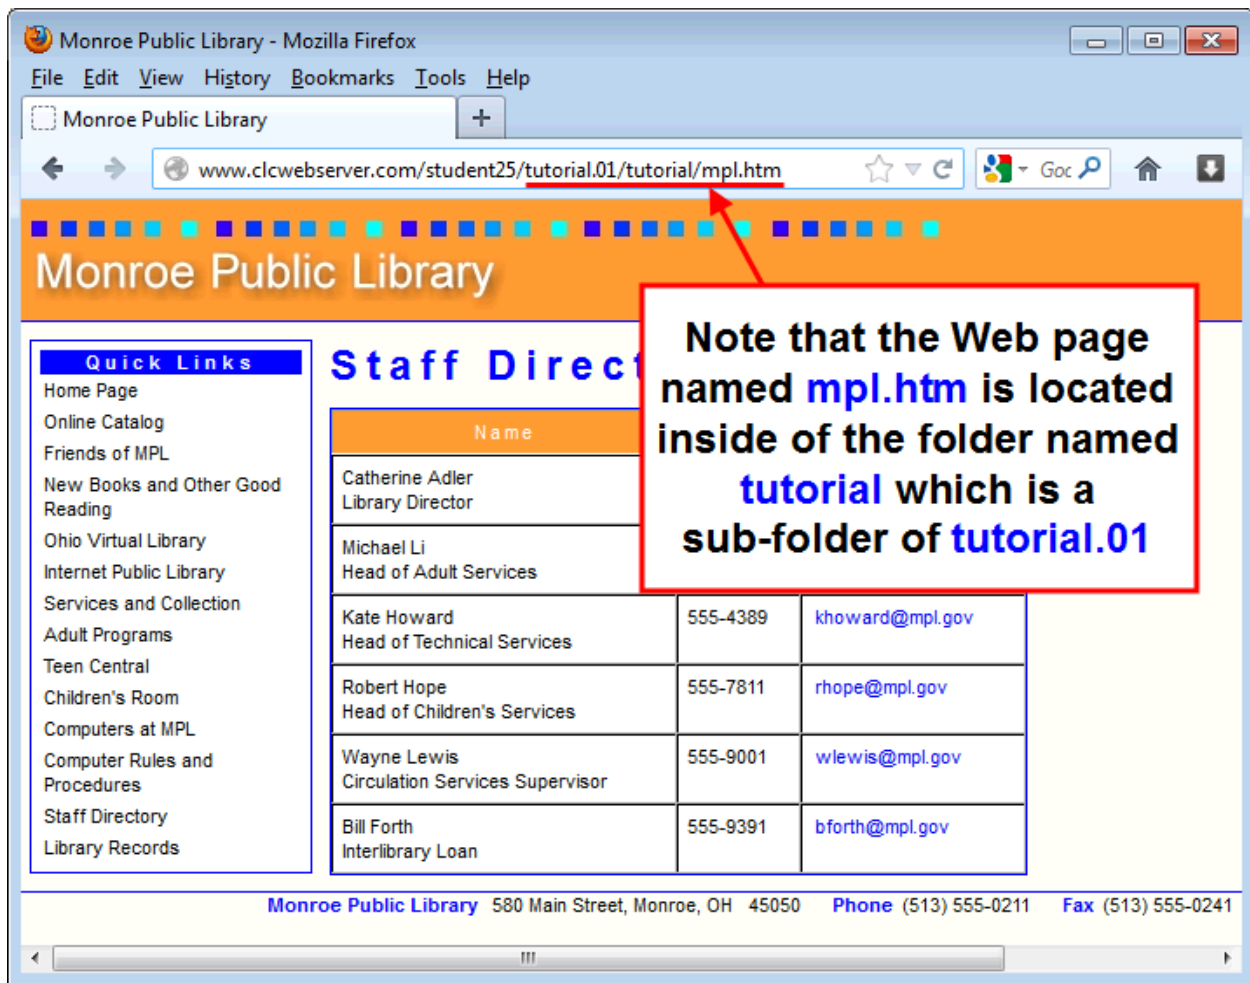 Monroe Public Library - Mozilla Firefox
File Edit View History Bookmarks Tools Help
Monroe Public Library +
www.clcwebserver.com/student25/tutorial.01/tutorial/mpl.htm
Monroe Public Library
Note that the Web page
named mpl.htm is located
inside of the folder named
tutorial which is a
sub-folder of tutorial.01
Quick Links
Home Page
Online Catalog
Friends of MPL
New Books and Other Good
Reading
Ohio Virtual Library
Internet Public Library
Services and Collection
Adult Programs
Teen Central
Children's Room
Computers at MPL
Computer Rules and
Procedures
Staff Directory
Library Records
Staff
Name
Catherine Adler
Library Director
Michael Li
Head of Adult Services
Kate Howard 555-4389 khoward@mpl.gov
Head of Technical Services
Robert Hope 555-7811 rhope@mpl.gov
Head of Children's Services
Wayne Lewis 555-9001 wlewis@mpl.gov
Circulation Services Supervisor
Bill Forth 555-9391 bforth@mpl.gov
Interlibrary Loan
Monroe Public Library 580 Main Street, Monroe, OH 45050 Phone (513) 555-0211 Fax (513) 555-0241